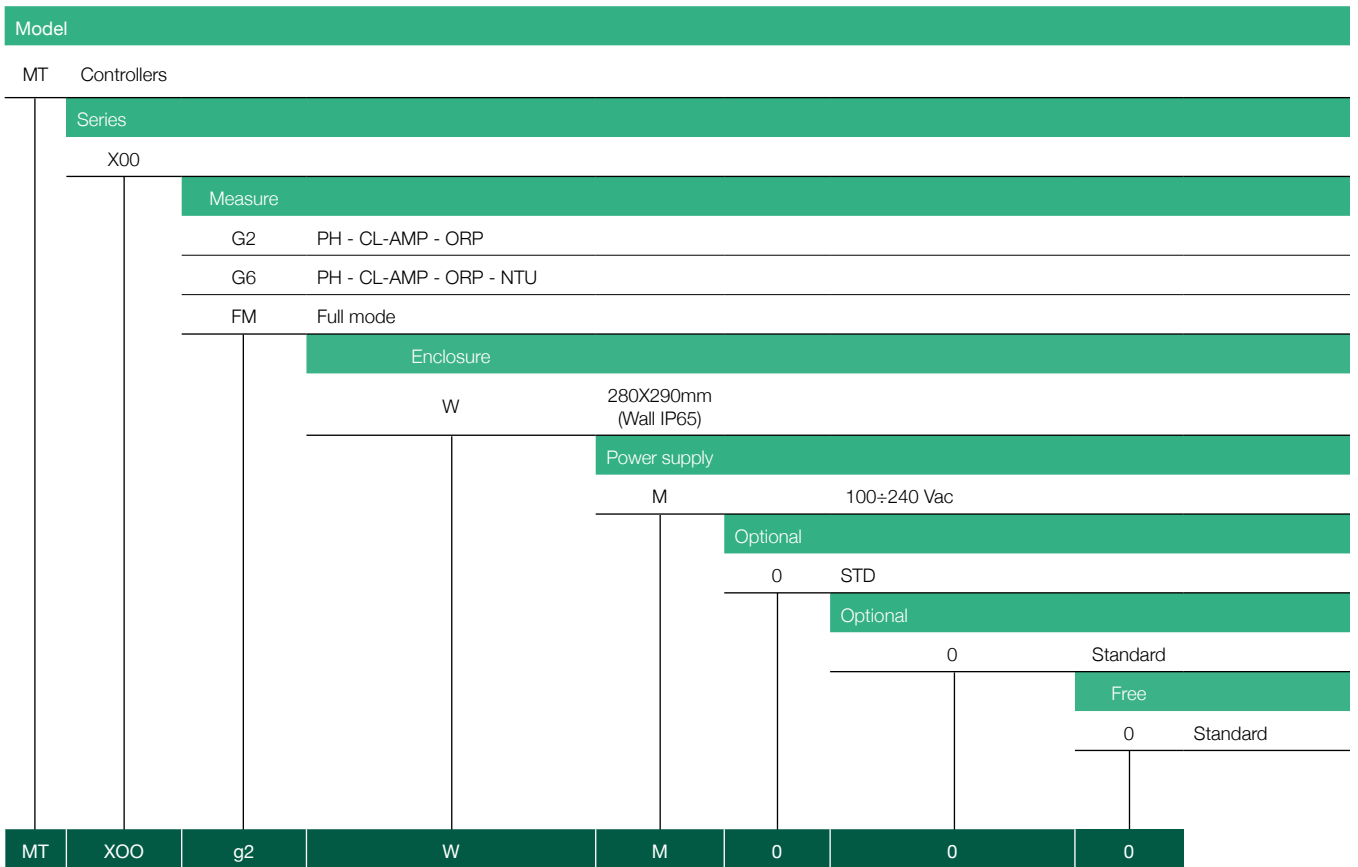 Model
MT Controllers
Series
X00
Measure
G2 PH - CL-AMP - ORP
G6 PH - CL-AMP - ORP - NTU
FM Full mode
Enclosure
W 280X290mm
(Wall IP65)
Power supply
M 100÷240 Vac
Optional
0 STD
Optional
0 Standard
Free
0 Standard
MT XOO g2 W M 0 0 0